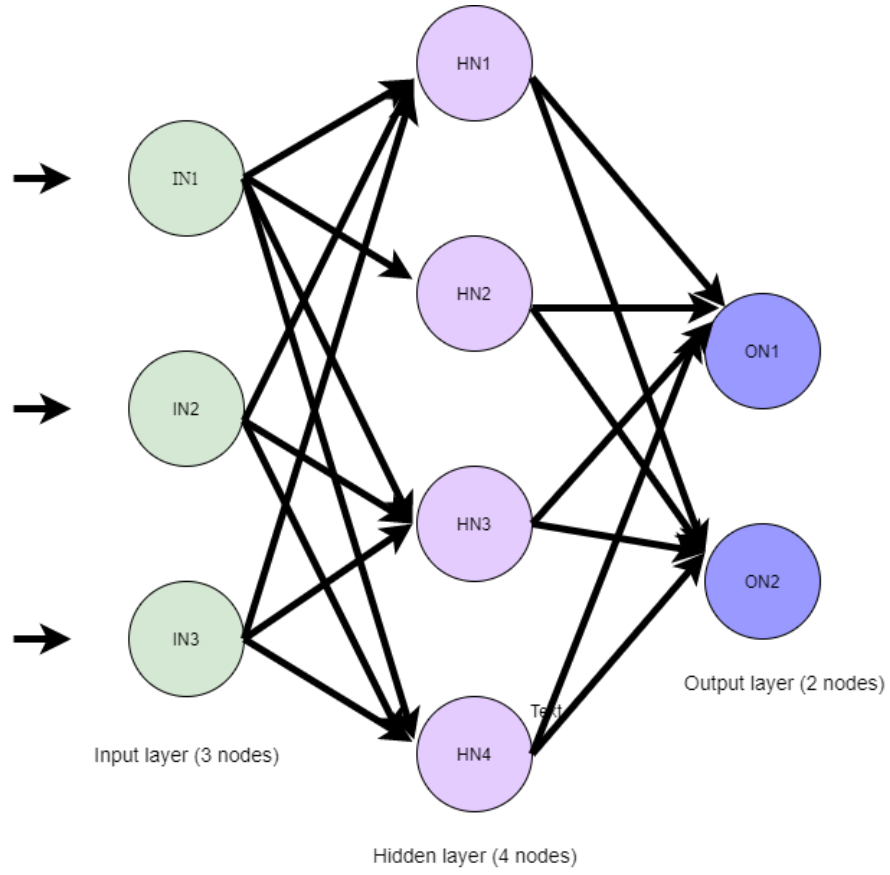 HN1
IN1
HN2
ON1
IN2
HN3
ON2
IN3
Output layer (2 nodes)
Text
HN4
Input layer (3 nodes)
Hidden layer (4 nodes)